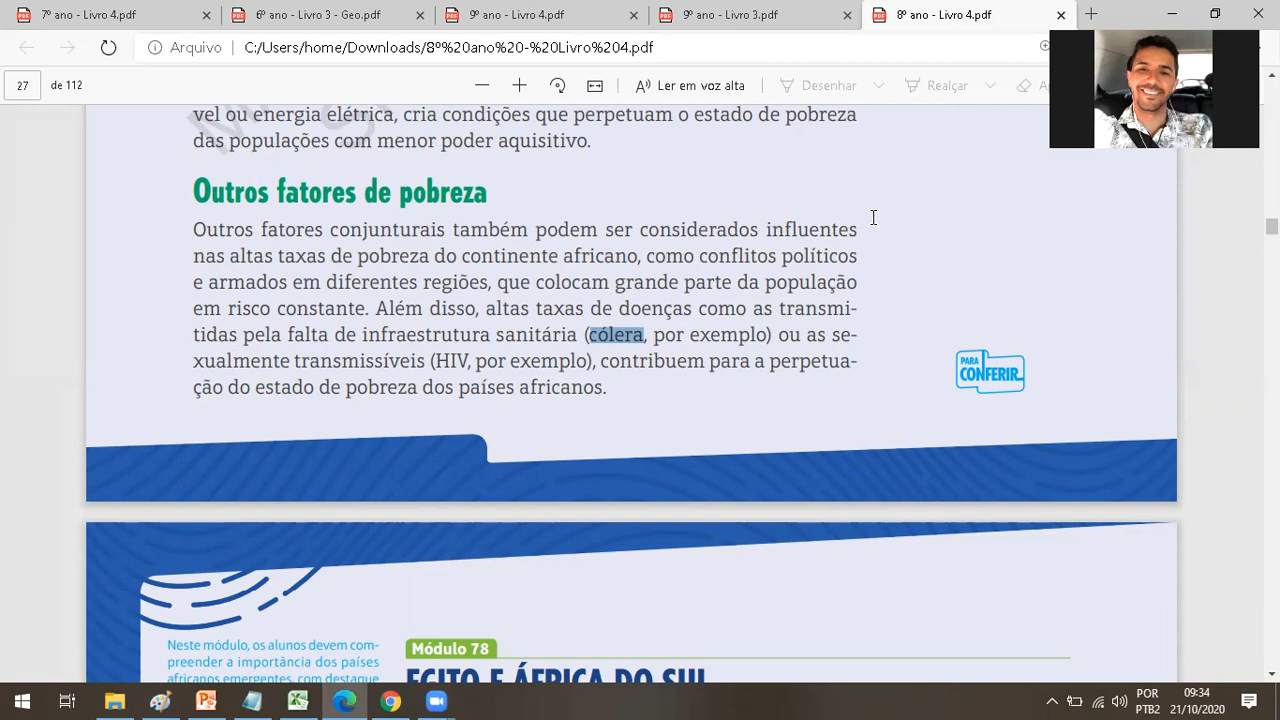 7º ano - Livro 4.pdf
6º ano - Livro 3 - Geo.pdf
9º ano - Livro 4.pdf
9º ano - Livro 3.pdf
8º ano - Livro 4.pdf
Arquivo
C:/Users/home/Downloads/8º%20ano%20-%20Livro%204.pdf
27
de 112
Ler em voz alta
Desenhar
Realçar
vel ou energia elétrica, cria condições que perpetuam o estado de pobreza
das populações com menor poder aquisitivo.
Outros fatores de pobreza
Outros fatores conjunturais também podem ser considerados influentes
nas altas taxas de pobreza do continente africano, como conflitos políticos
e armados em diferentes regiões, que colocam grande parte da população
em risco constante. Além disso, altas taxas de doenças como as transmi-
tidas pela falta de infraestrutura sanitária (cólera, por exemplo) ou as se-
xualmente transmissíveis (HIV, por exemplo), contribuem para a perpetua-
ção do estado de pobreza dos países africanos.
PARA
CONFERIR
Neste módulo, os alunos devem com-
preender a importância dos países
africanos emergentes, com destaque
Módulo 78
EGITO E ÁFRICA DO SUL
POR
PTB2
09:34
21/10/2020